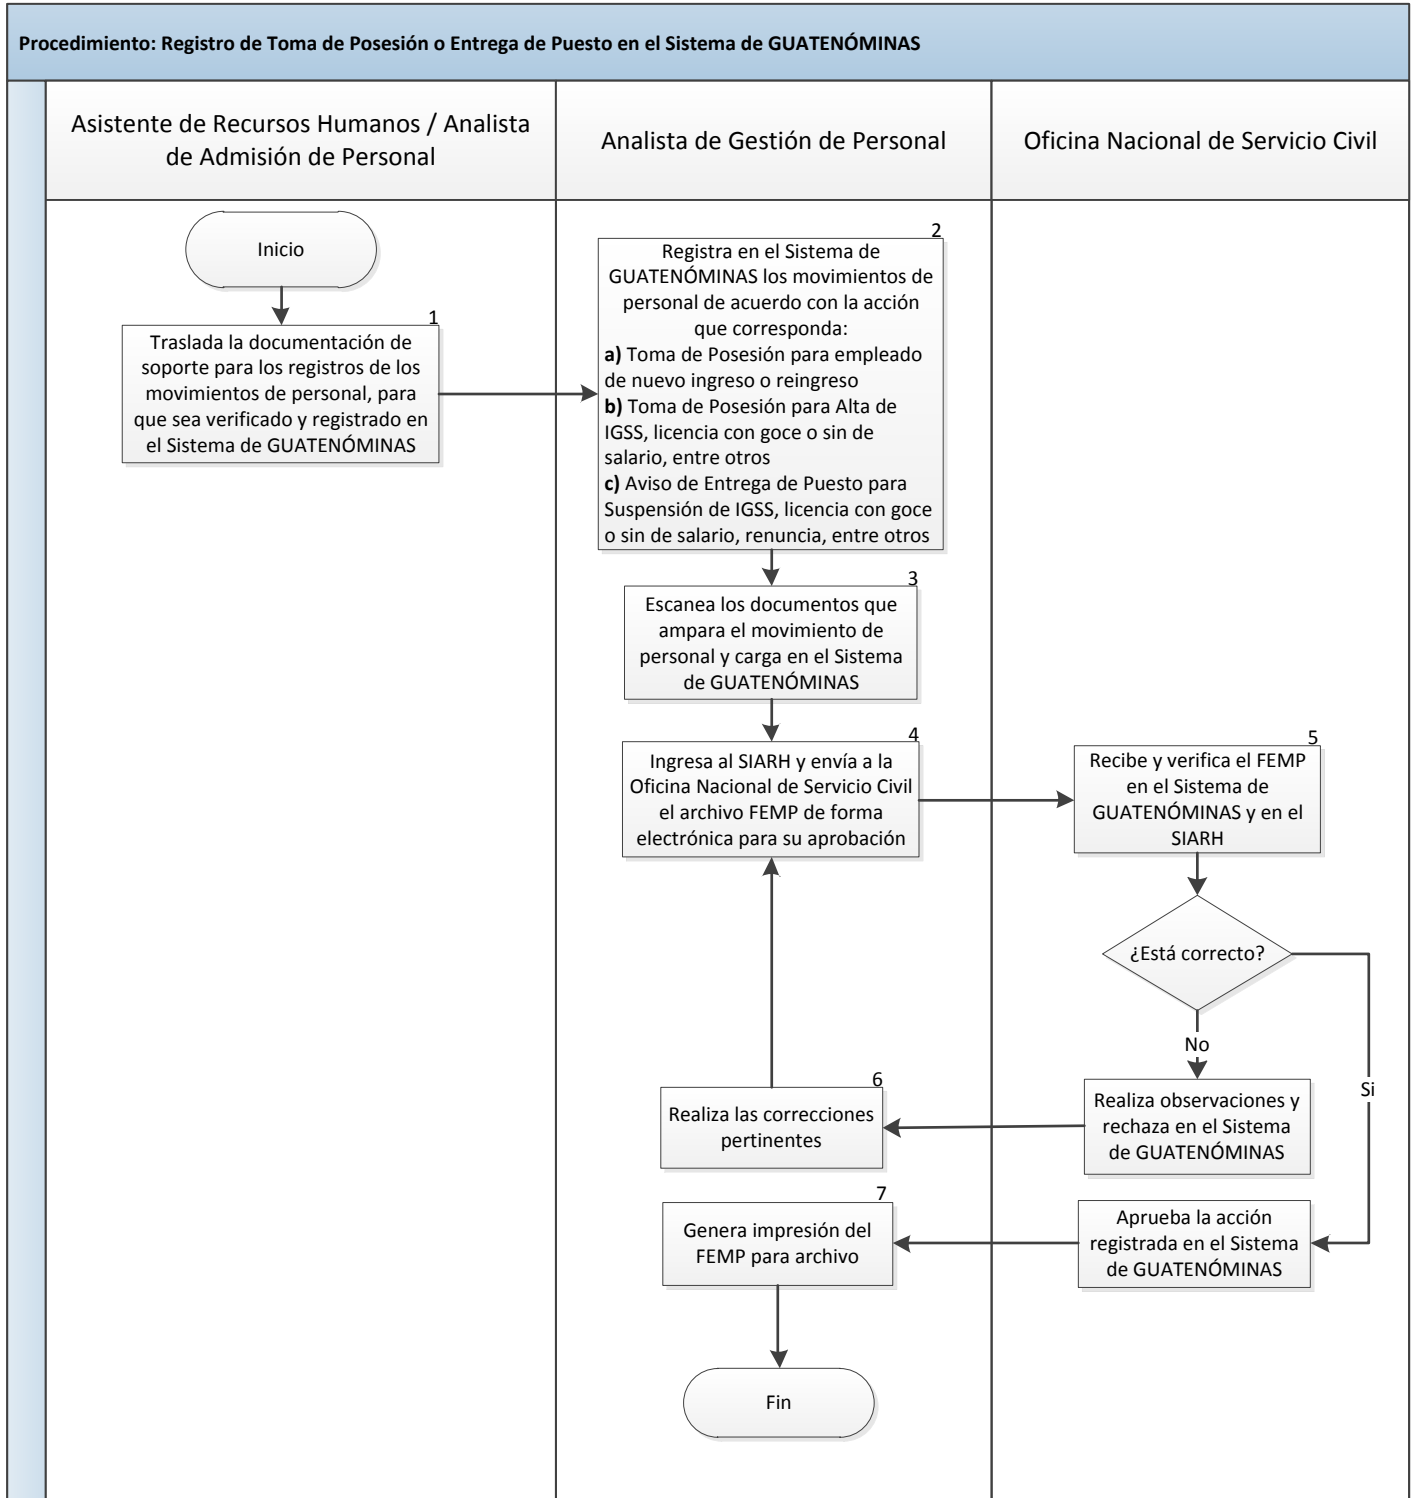 Procedimiento: Registro de Toma de Posesión o Entrega de Puesto en el Sistema de GUATENÓMINAS
Asistente de Recursos Humanos / Analista
de Admisión de Personal
Analista de Gestión de Personal
Oficina Nacional de Servicio Civil
Inicio
1
Traslada la documentación de
soporte para los registros de los
movimientos de personal, para
que sea verificado y registrado en
el Sistema de GUATENÓMINAS
2
Registra en el Sistema de
GUATENÓMINAS los movimientos de
personal de acuerdo con la acción
que corresponda:
a) Toma de Posesión para empleado
de nuevo ingreso o reingreso
b) Toma de Posesión para Alta de
IGSS, licencia con goce o sin de
salario, entre otros
c) Aviso de Entrega de Puesto para
Suspensión de IGSS, licencia con goce
o sin de salario, renuncia, entre otros
3
Escanea los documentos que
ampara el movimiento de
personal y carga en el Sistema
de GUATENÓMINAS
4
Ingresa al SIARH y envía a la
Oficina Nacional de Servicio Civil
el archivo FEMP de forma
electrónica para su aprobación
5
Recibe y verifica el FEMP
en el Sistema de
GUATENÓMINAS y en el
SIARH
¿Está correcto?
No
Si
Realiza observaciones y
rechaza en el Sistema
de GUATENÓMINAS
6
Realiza las correcciones
pertinentes
Aprueba la acción
registrada en el Sistema
de GUATENÓMINAS
7
Genera impresión del
FEMP para archivo
Fin